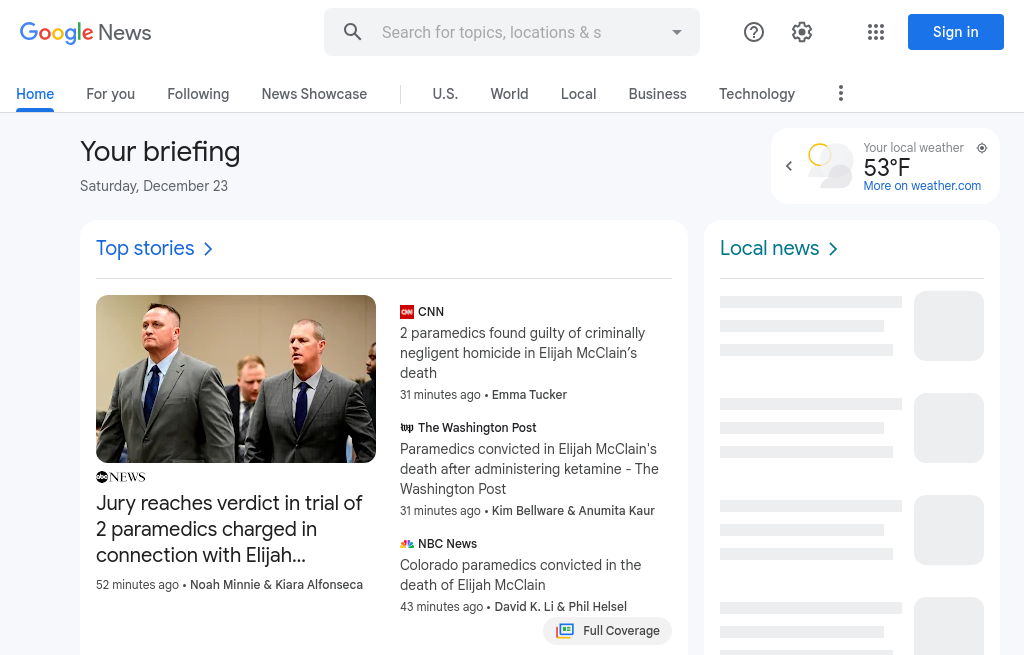 Google News
Search for topics, locations & s
Sign in
Home
For you
Following
News Showcase
U.S.
World
Local
Business
Technology
Your briefing
Saturday, December 23
Your local weather
53°F
More on weather.com
Top stories
abc NEWS
Jury reaches verdict in trial of
2 paramedics charged in
connection with Elijah...
52 minutes ago • Noah Minnie & Kiara Alfonseca
CNN
CNN
2 paramedics found guilty of criminally
negligent homicide in Elijah McClain’s
death
31 minutes ago • Emma Tucker
wp The Washington Post
Paramedics convicted in Elijah McClain's
death after administering ketamine - The
Washington Post
31 minutes ago • Kim Bellware & Anumita Kaur
NBC News
Colorado paramedics convicted in the
death of Elijah McClain
43 minutes ago • David K. Li & Phil Helsel
Full Coverage
Local news